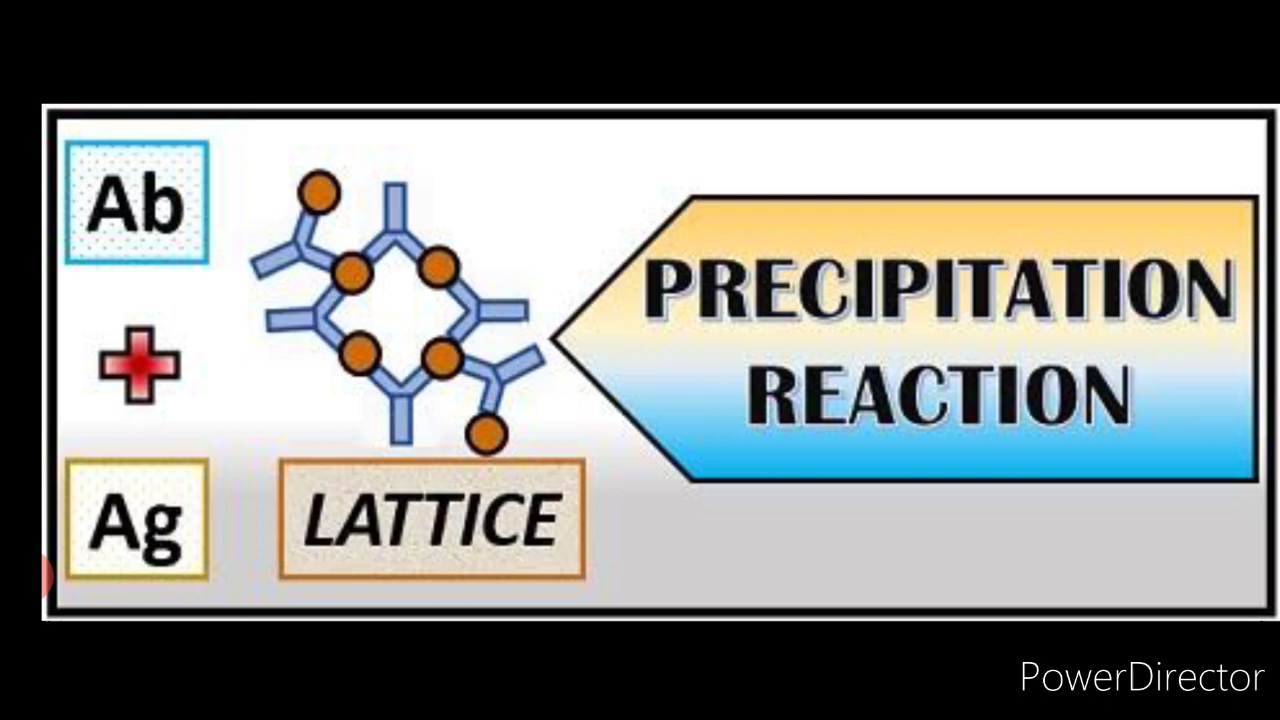 Ab
Ag
LATTICE
PRECIPITATION
REACTION
PowerDirector